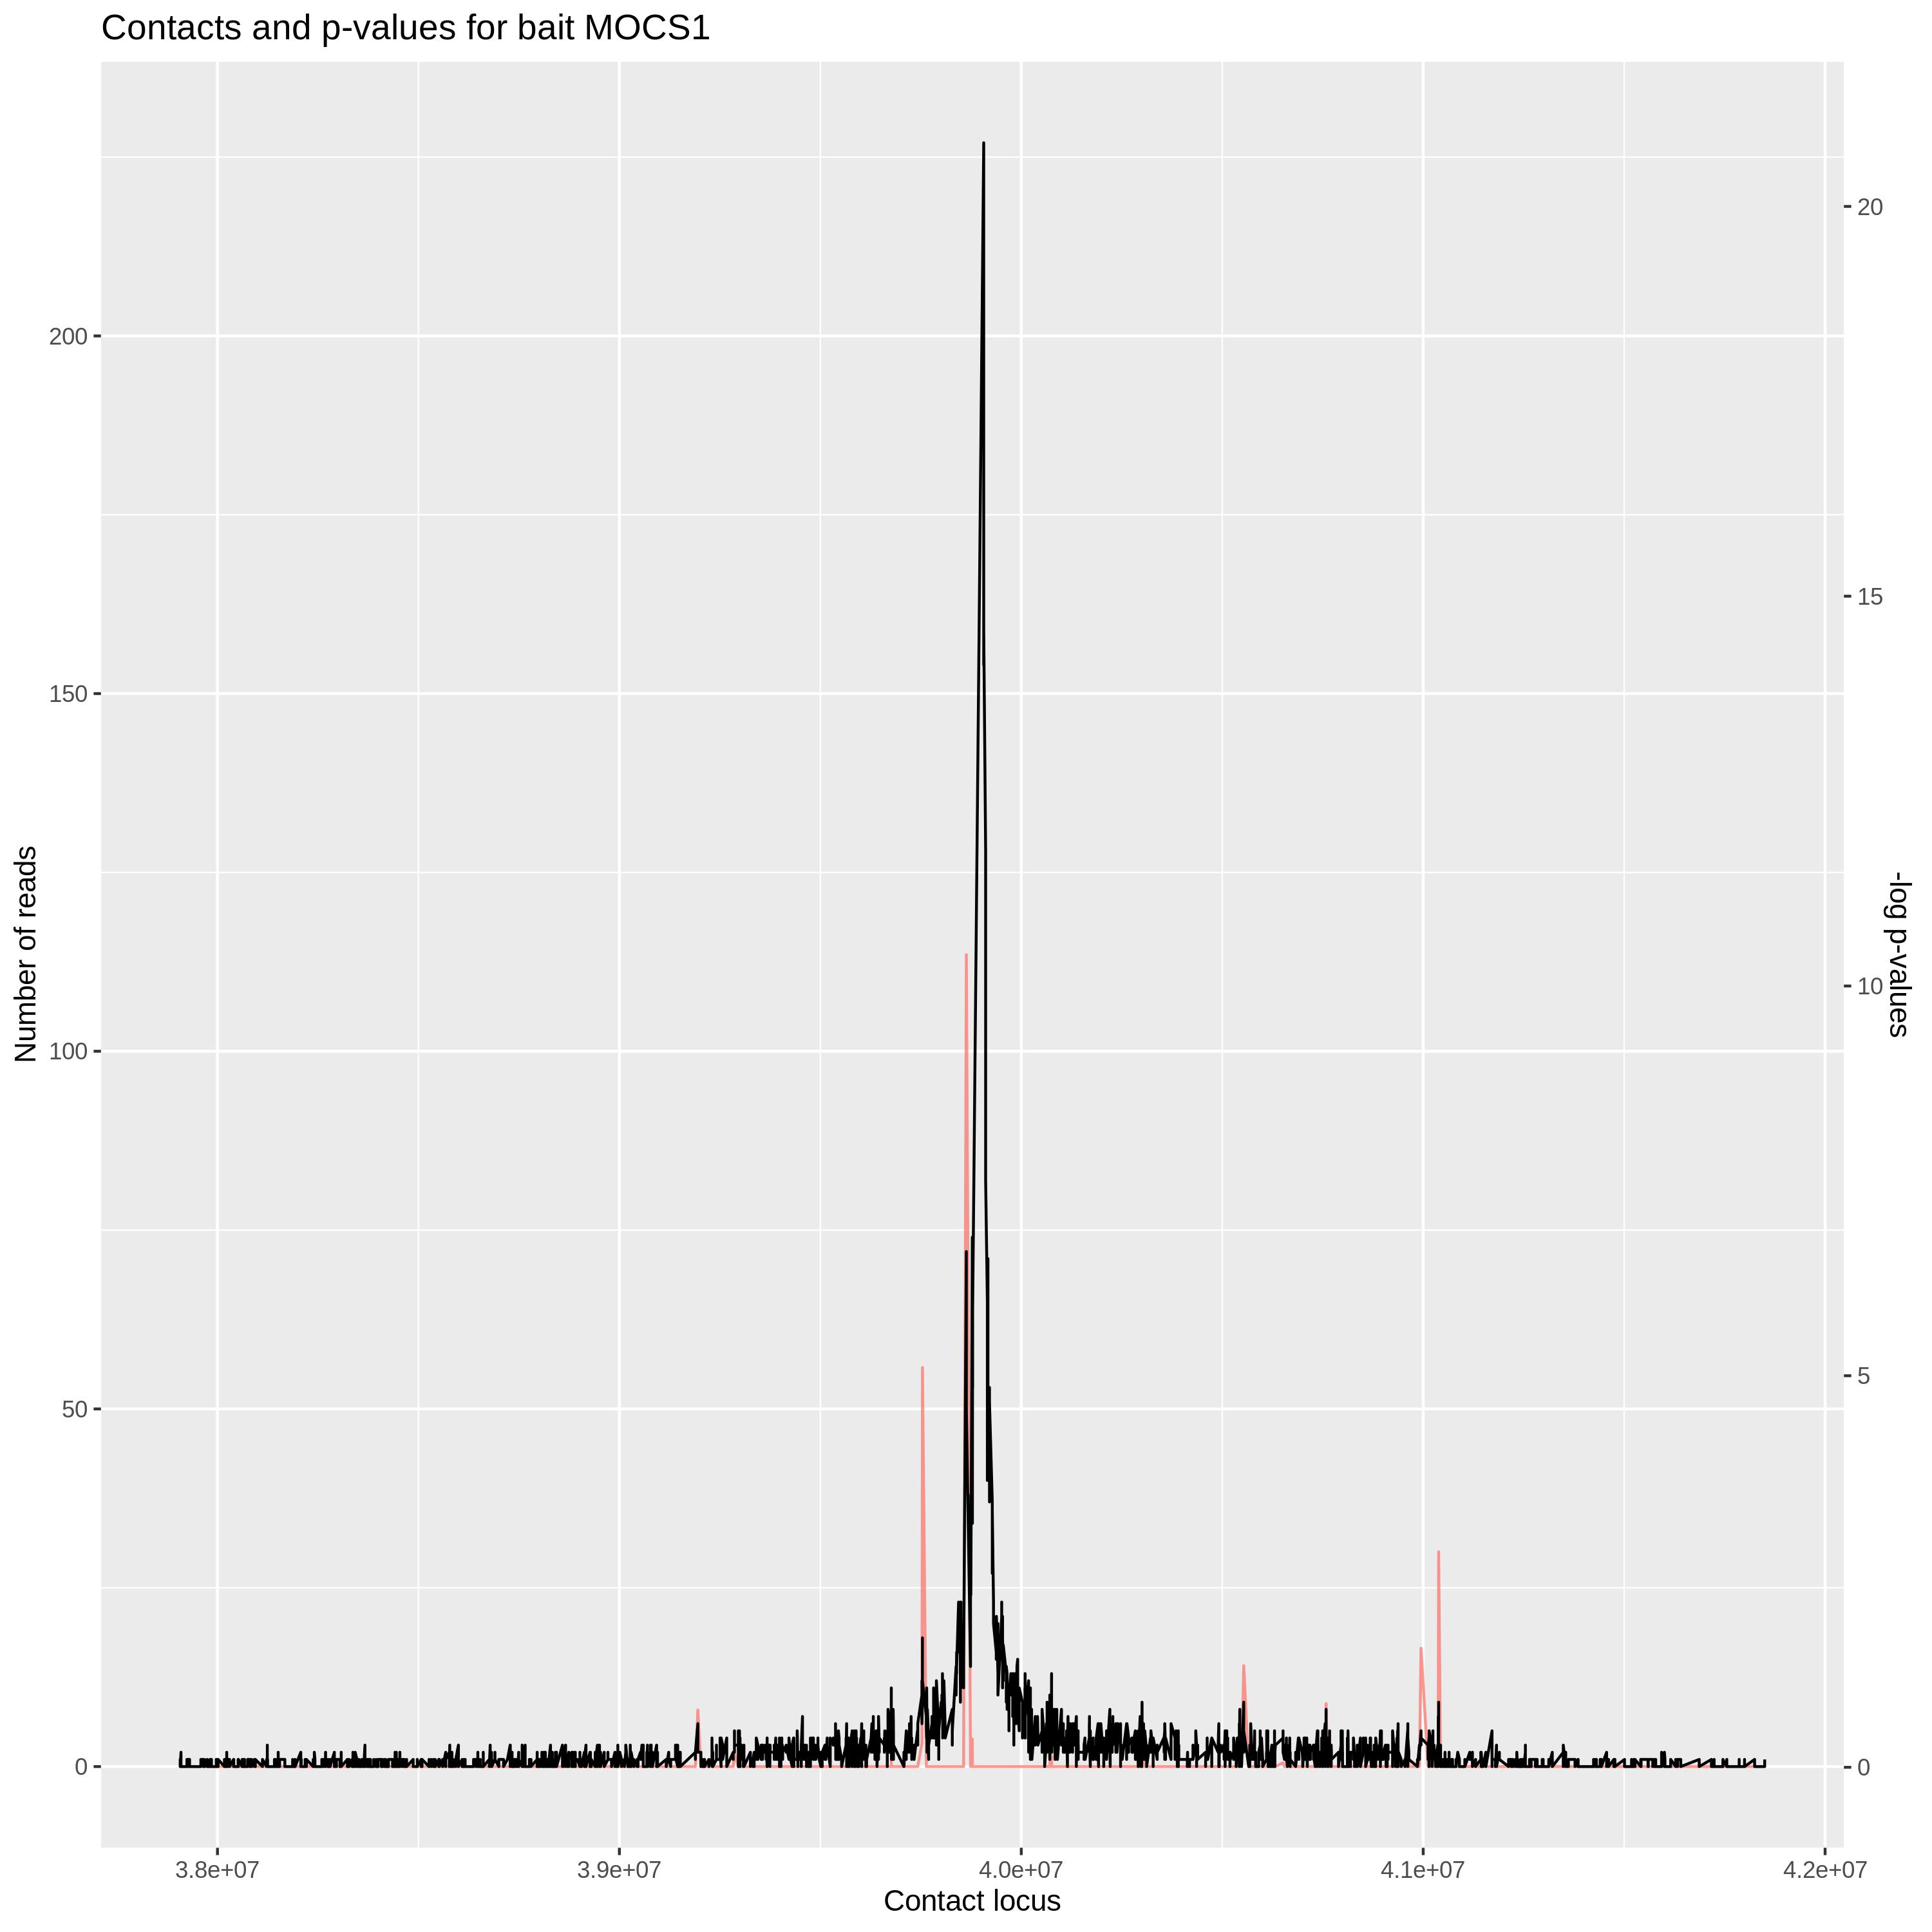 Contacts and p-values for bait MOCS1
Number of reads
200
150
100
50
0
20
15
10
5
0
-log p-values
3.8e+07 3.9e+07 4.0e+07 4.1e+07 4.2e+07
Contact locus